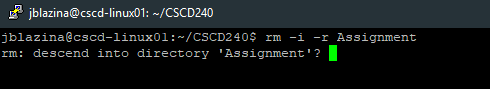 jblazina@cscd-linux01: ~/CSCD240
jblazina@cscd-linux01:~/CSCD240$ rm -i -r Assignment
rm: descend into directory 'Assignment'?